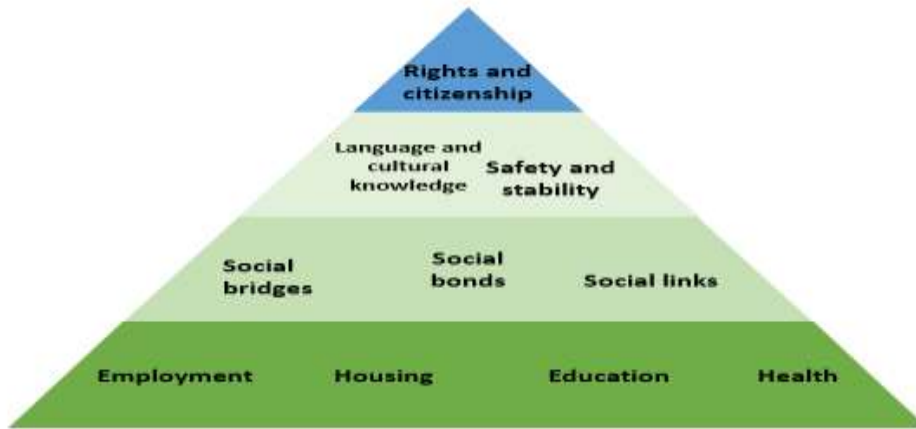 Rights and
citizenship
Language and
cultural
knowledge
Safety and
stability
Social
bridges
Social
bonds
Social links
Employment
Housing
Education
Health